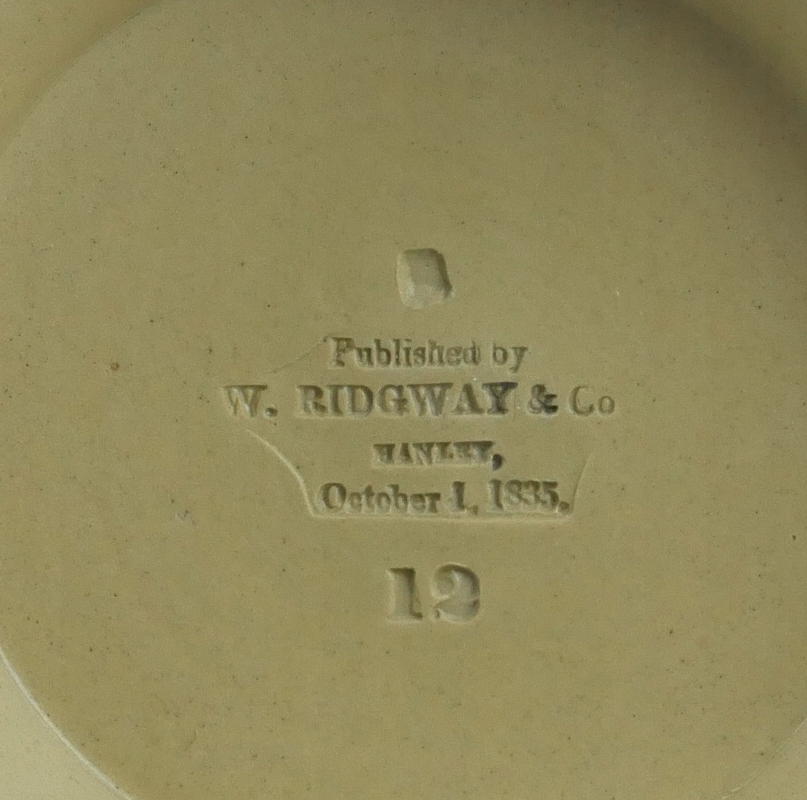 Published by
W. RIDGWAY & Co
HANLEY,
October 1, 1835.
12